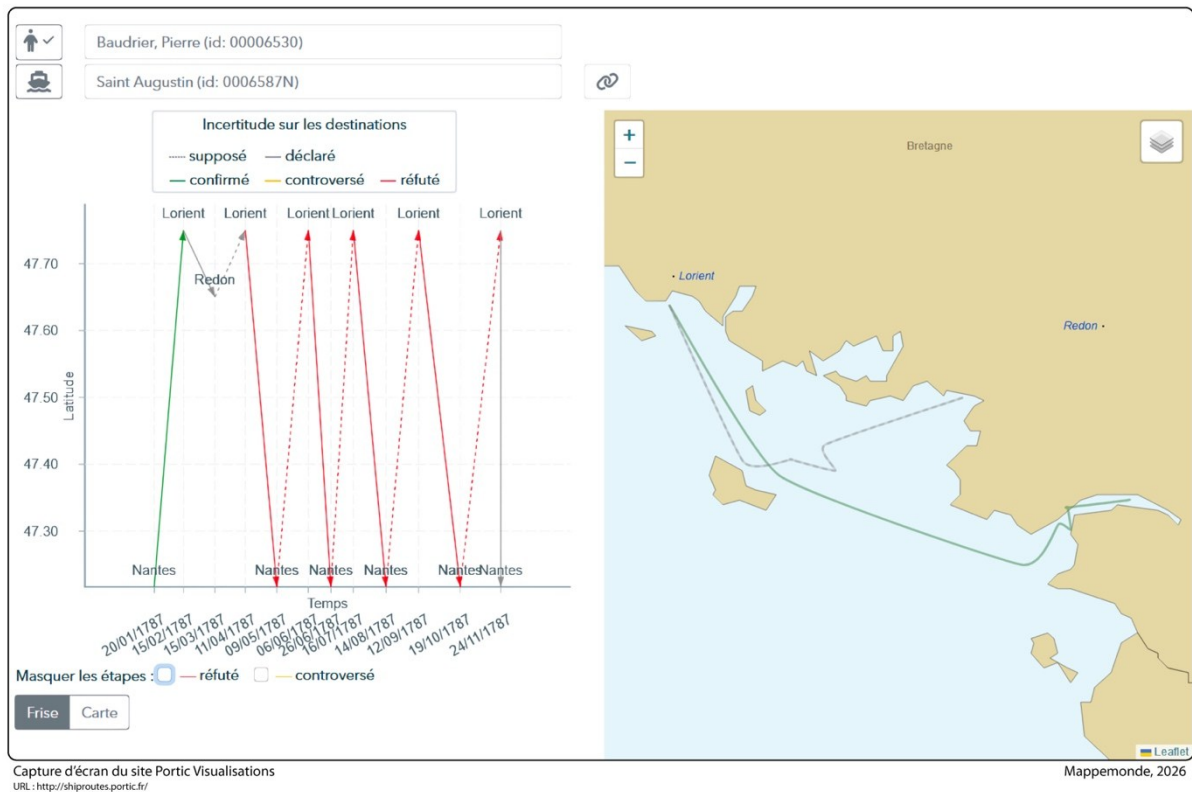 Baudrier, Pierre (id: 00006530)
Saint Augustin (id: 0006587N)
Incertitude sur les destinations
supposé déclaré
confirmé controversé réfuté
Lorient Lorient Lorient Lorient Lorient Lorient
47.70
Redon
47.60
47.50
Latitude
47.40
47.30
Nantes Nantes Nantes Nantes Nantes Nantes
Temps
20/01/1787 15/02/1787 15/03/1787 11/04/1787 09/05/1787 06/06/1787 26/06/1787 16/07/1787 14/08/1787 12/09/1787 19/10/1787 24/11/1787
Masquer les étapes : réfuté controversé
Frise Carte
+
−
Bretagne
Lorient
Redon
Leaflet
Capture d'écran du site Portic Visualisations
Mappemonde, 2026
URL : http://shiproutes.portic.fr/